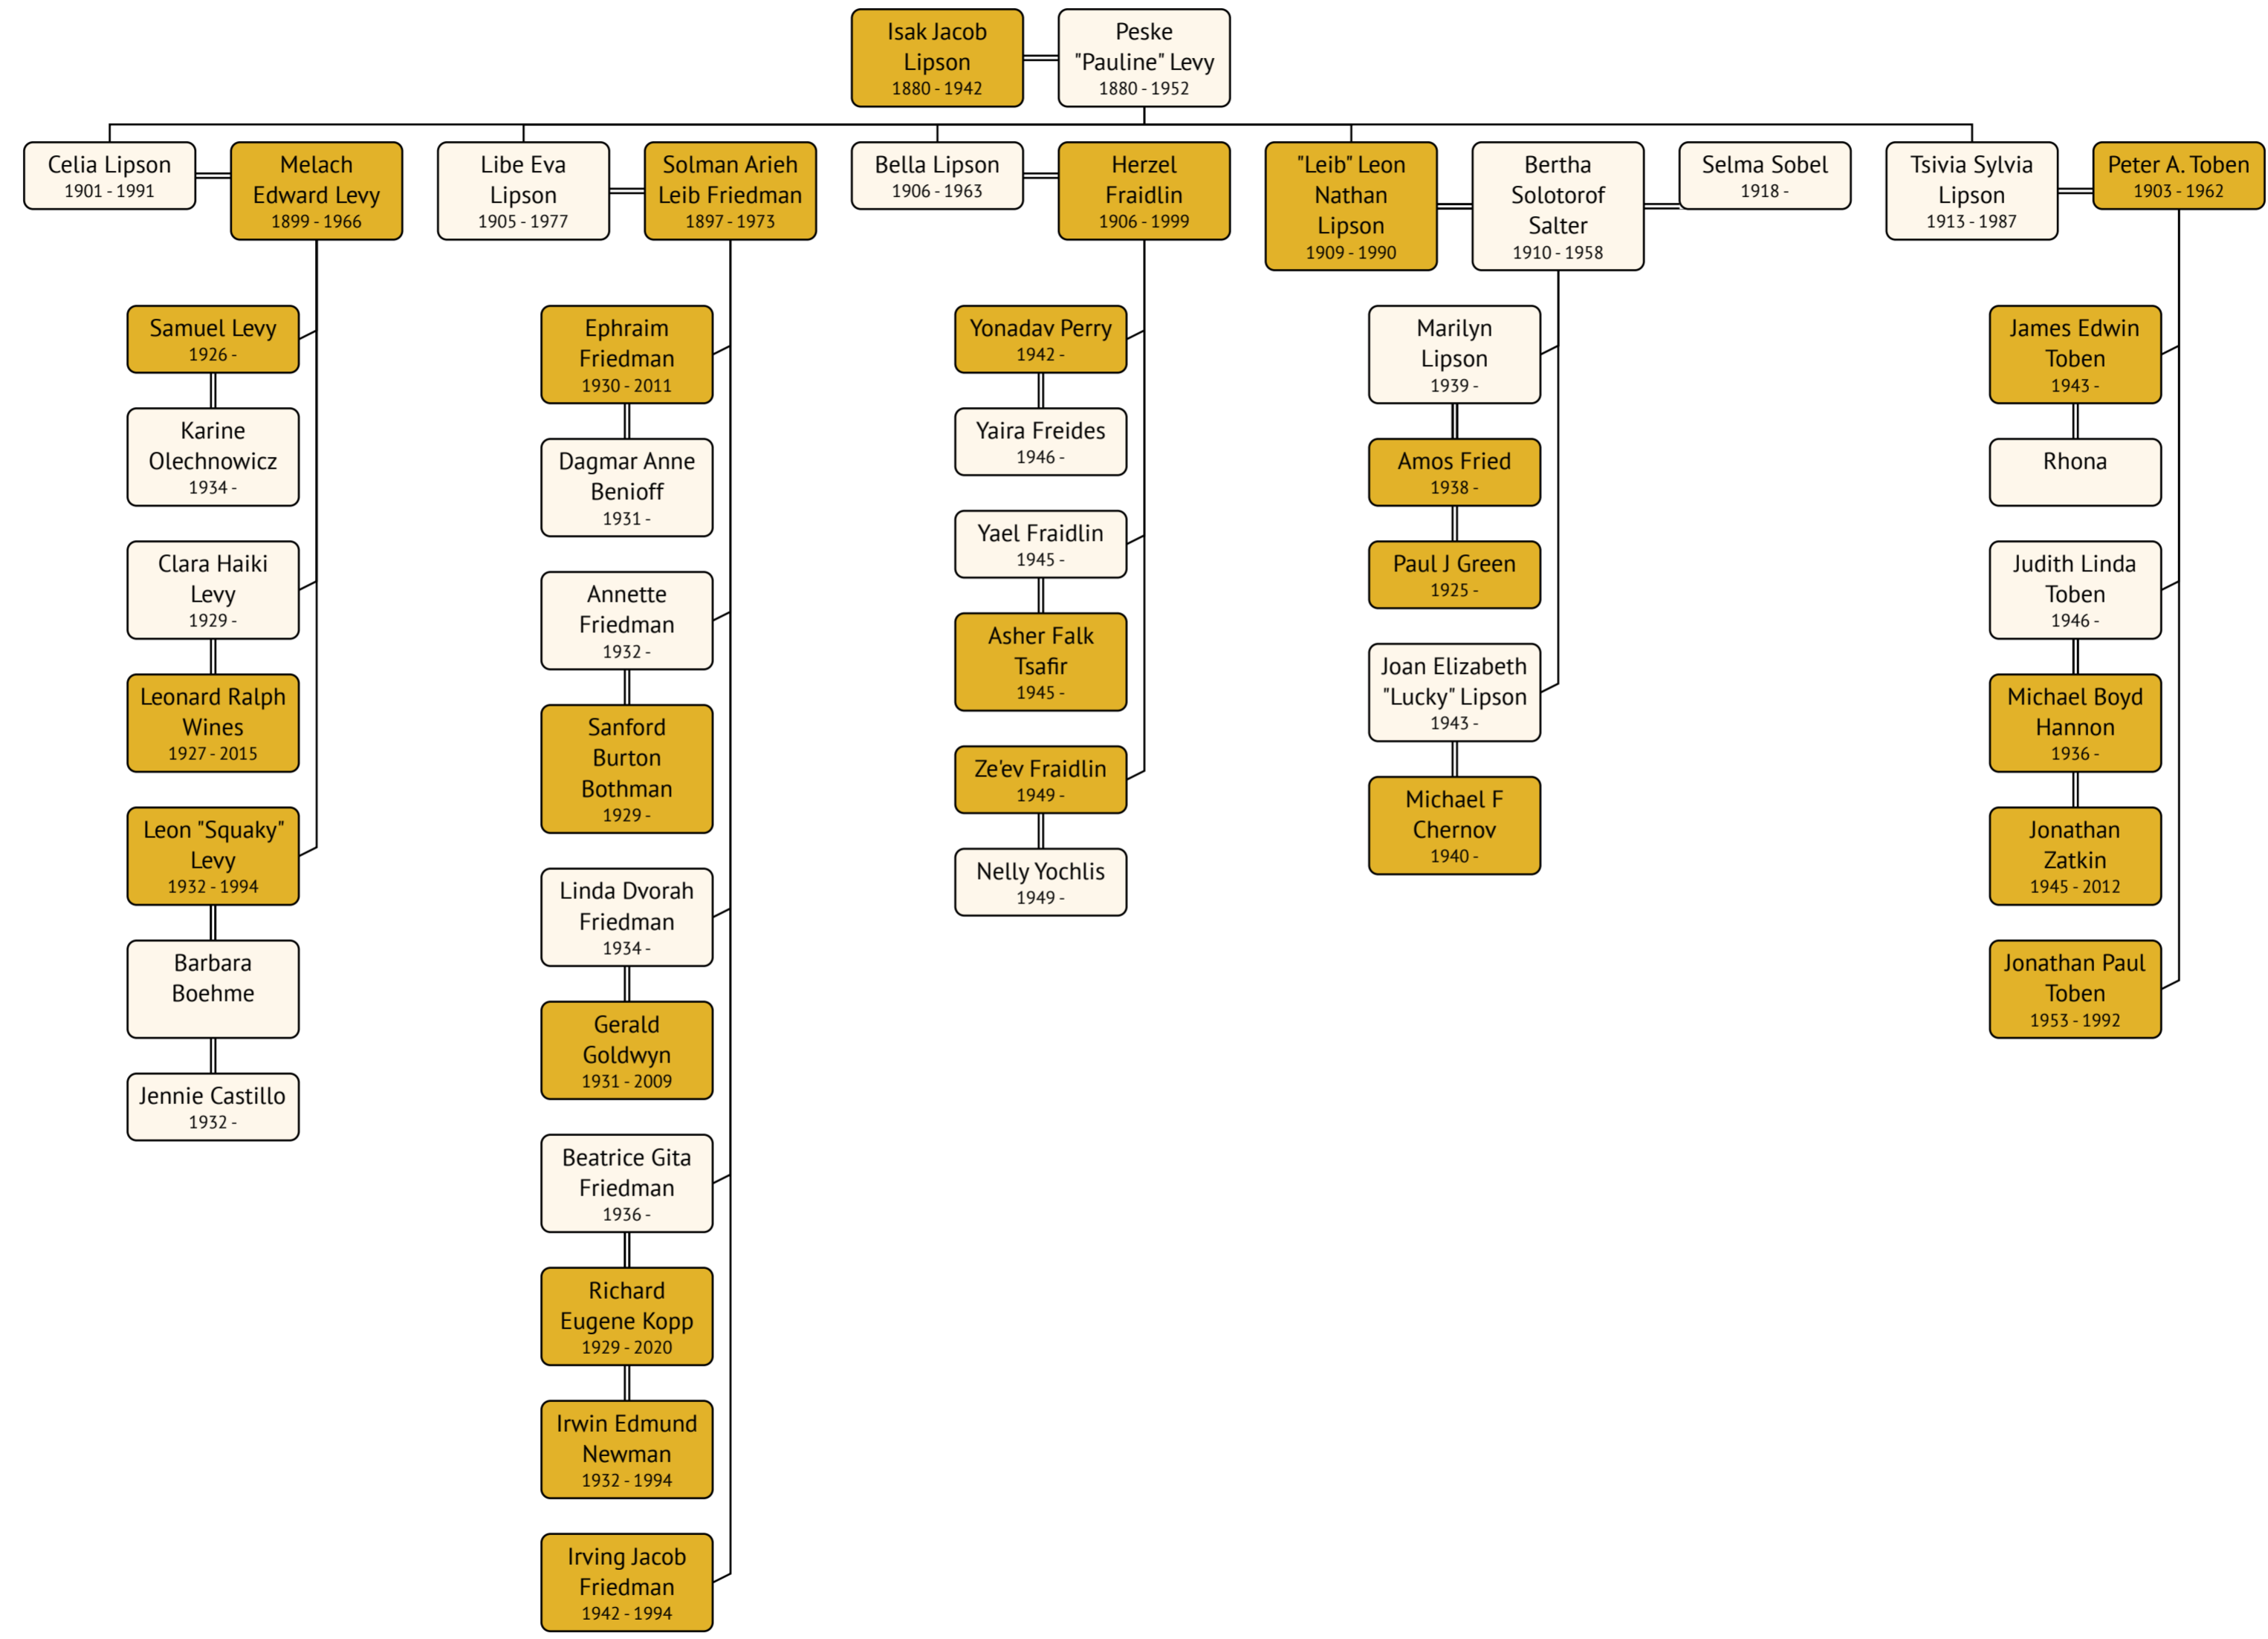 Isak Jacob
Lipson
1880 - 1942
Peske
"Pauline" Levy
1880 - 1952
Celia Lipson
1901 - 1991
Melach
Edward Levy
1899 - 1966
Libe Eva
Lipson
1905 - 1977
Solman Arieh
Leib Friedman
1897 - 1973
Bella Lipson
1906 - 1963
Herzel
Fraidlin
1906 - 1999
"Leib" Leon
Nathan
Lipson
1909 - 1990
Bertha
Solotorof
Salter
1910 - 1958
Selma Sobel
1918 -
Tsivia Sylvia
Lipson
1913 - 1987
Peter A. Toben
1903 - 1962
Samuel Levy
1926 -
Karine
Olechnowicz
1934 -
Clara Haiki
Levy
1929 -
Leonard Ralph
Wines
1927 - 2015
Leon "Squaky"
Levy
1932 - 1994
Barbara
Boehme
Jennie Castillo
1932 -
Ephraim
Friedman
1930 - 2011
Dagmar Anne
Benioff
1931 -
Annette
Friedman
1932 -
Sanford
Burton
Bothman
1929 -
Linda Dvorah
Friedman
1934 -
Gerald
Goldwyn
1931 - 2009
Beatrice Gita
Friedman
1936 -
Richard
Eugene Kopp
1929 - 2020
Irwin Edmund
Newman
1932 - 1994
Irving Jacob
Friedman
1942 - 1994
Yonadav Perry
1942 -
Yaira Freides
1946 -
Yael Fraidlin
1945 -
Asher Falk
Tsafir
1945 -
Ze'ev Fraidlin
1949 -
Nelly Yochlis
1949 -
Marilyn
Lipson
1939 -
Amos Fried
1938 -
Paul J Green
1925 -
Joan Elizabeth
"Lucky" Lipson
1943 -
Michael F
Chernov
1940 -
James Edwin
Toben
1943 -
Rhona
Judith Linda
Toben
1946 -
Michael Boyd
Hannon
1936 -
Jonathan
Zatkin
1945 - 2012
Jonathan Paul
Toben
1953 - 1992